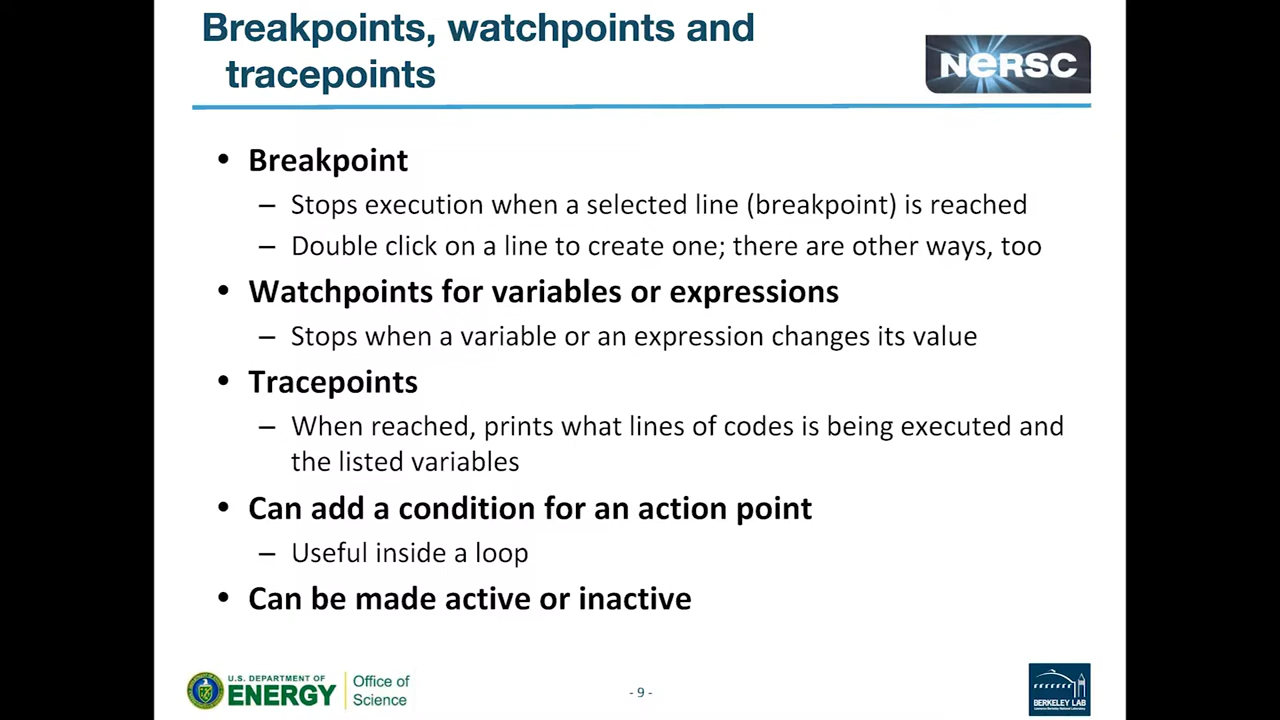 Breakpoints, watchpoints and
tracepoints
NERSC
• Breakpoint
– Stops execution when a selected line (breakpoint) is reached
– Double click on a line to create one; there are other ways, too
• Watchpoints for variables or expressions
– Stops when a variable or an expression changes its value
• Tracepoints
– When reached, prints what lines of codes is being executed and
the listed variables
• Can add a condition for an action point
– Useful inside a loop
• Can be made active or inactive
U.S. DEPARTMENT OF
ENERGY
Office of
Science
- 9 -
BERKELEY LAB